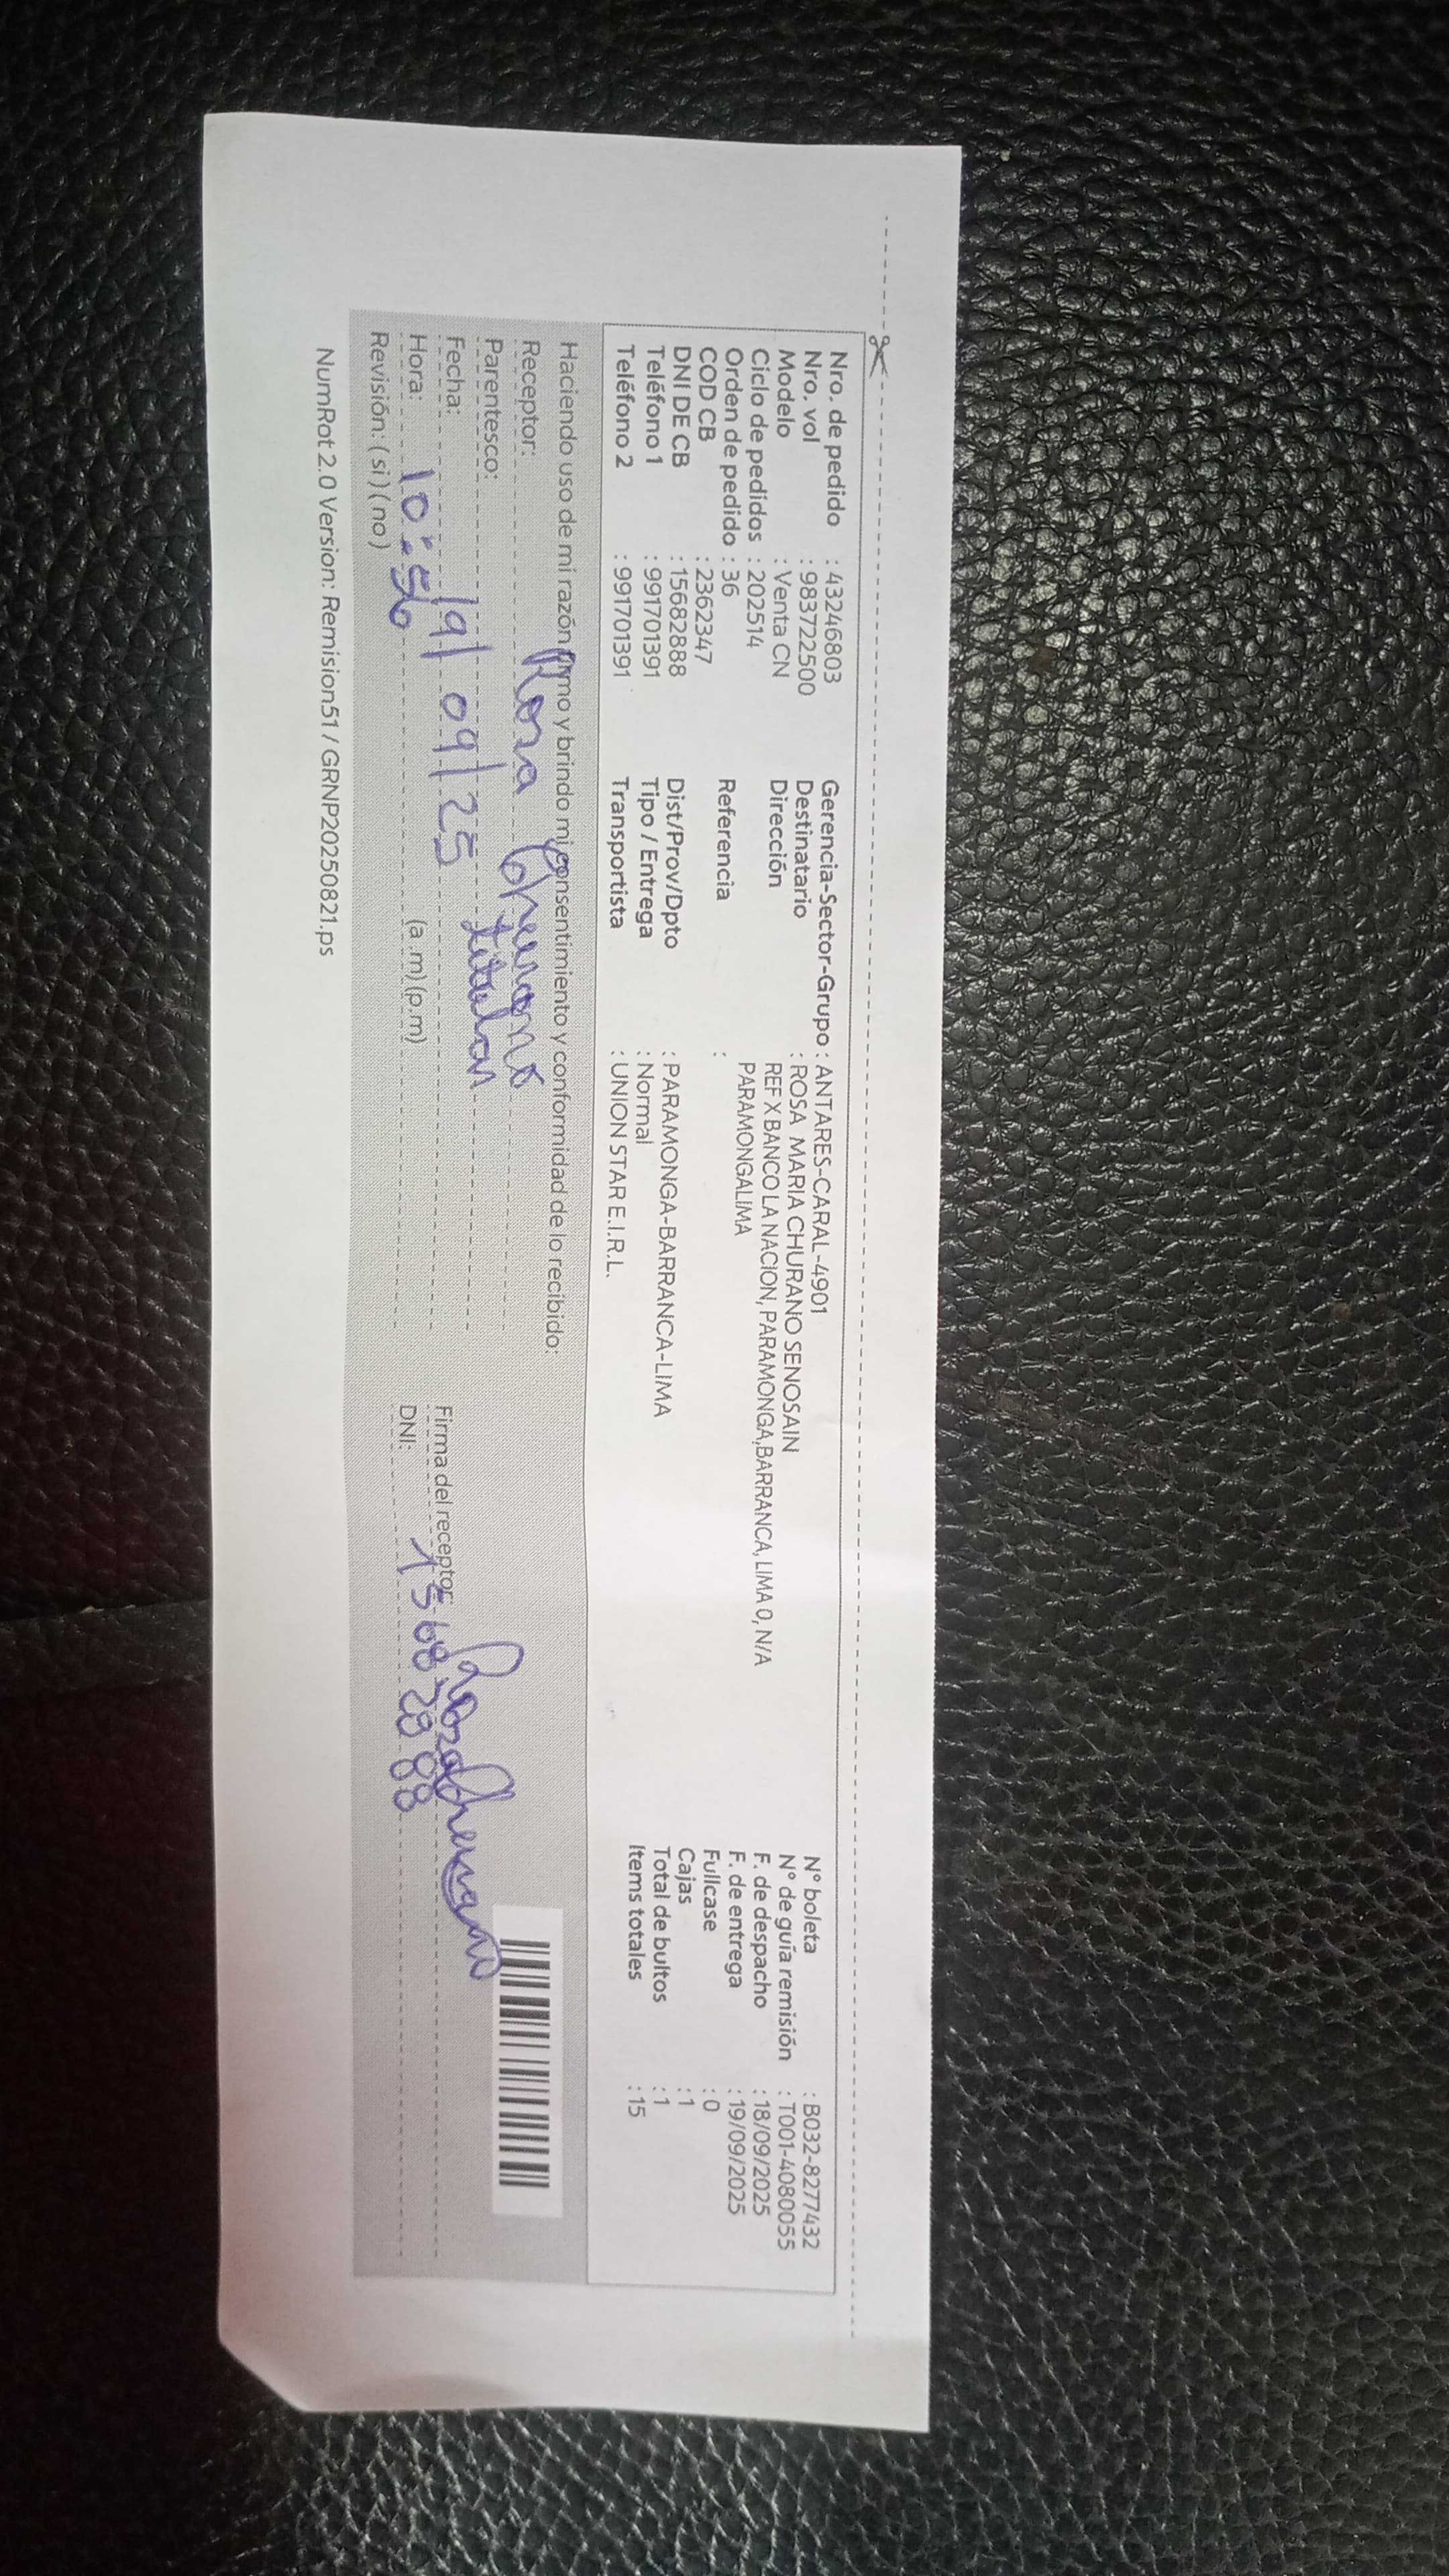 Nro. de pedido : 43246803
Nro. vol : 983722500
Modelo : Venta CN
Ciclo de pedidos : 202514
Orden de pedido : 36
COD CB : 2362347
DNI DE CB : 15682888
Teléfono 1 : 991701391
Teléfono 2 : 991701391
Gerencia-Sector-Grupo : ANTARES-CARAL-4901
Destinatario : ROSA MARIA CHURANO SENOSAIN
Dirección REF X BANCO LA NACION, PARAMONGA,BARRANCA, LIMA 0, N/A
PARAMONGALIMA
Referencia :
Dist/Prov/Dpto : PARAMONGA-BARRANCA-LIMA
Tipo / Entrega : Normal
Transportista : UNION STAR E.I.R.L.
N° boleta : B032-8277432
N° de guía remisión : T001-4080055
F. de despacho : 18/09/2025
F. de entrega : 19/09/2025
Fullcase : 0
Cajas : 1
Total de bultos : 1
Items totales : 15
Haciendo uso de mi razón firmo y brindo mi consentimiento y conformidad de lo recibido:
Receptor: Rosa Churano
Parentesco: titular
Fecha: 19/09/25
Hora: 10:50 (a.m) (p.m)
Revisión: ( si ) ( no )
Firma del receptor: Rosa Churano
DNI: 15682888
NumRot 2.0 Version: Remision51 / GRNP20250821.ps